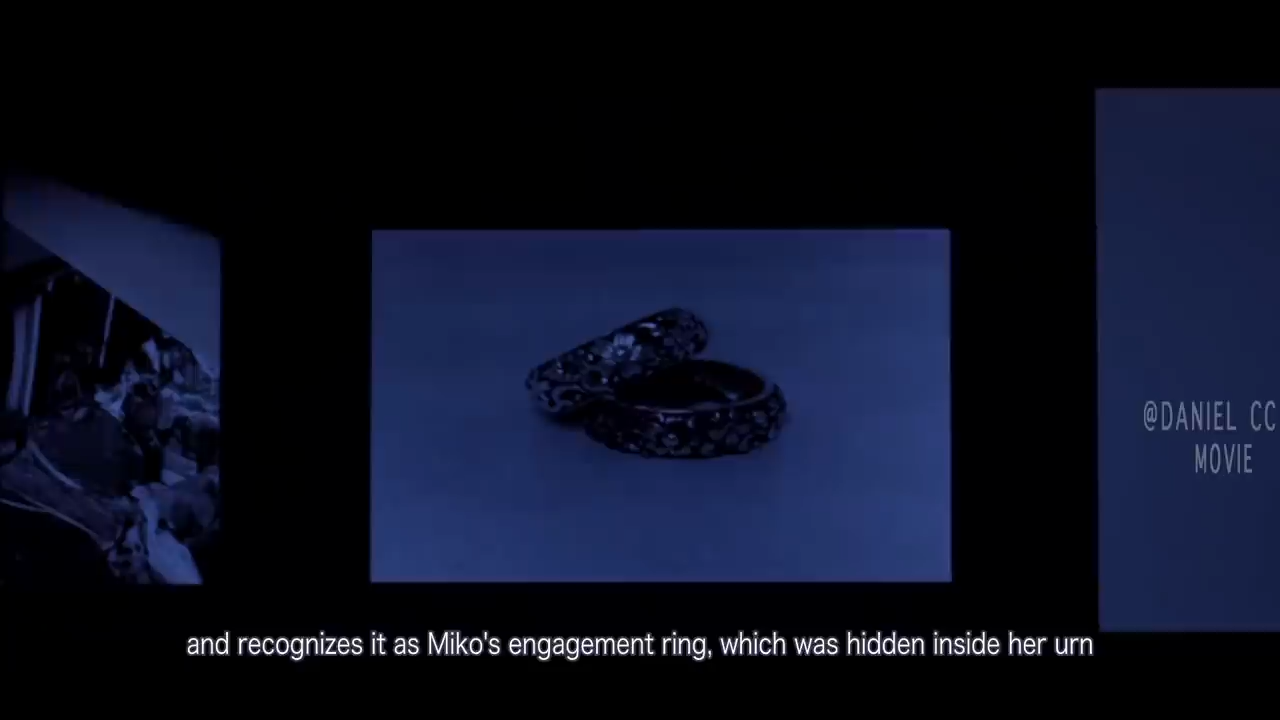 @DANIEL CC
MOVIE
and recognizes it as Miko's engagement ring, which was hidden inside her urn